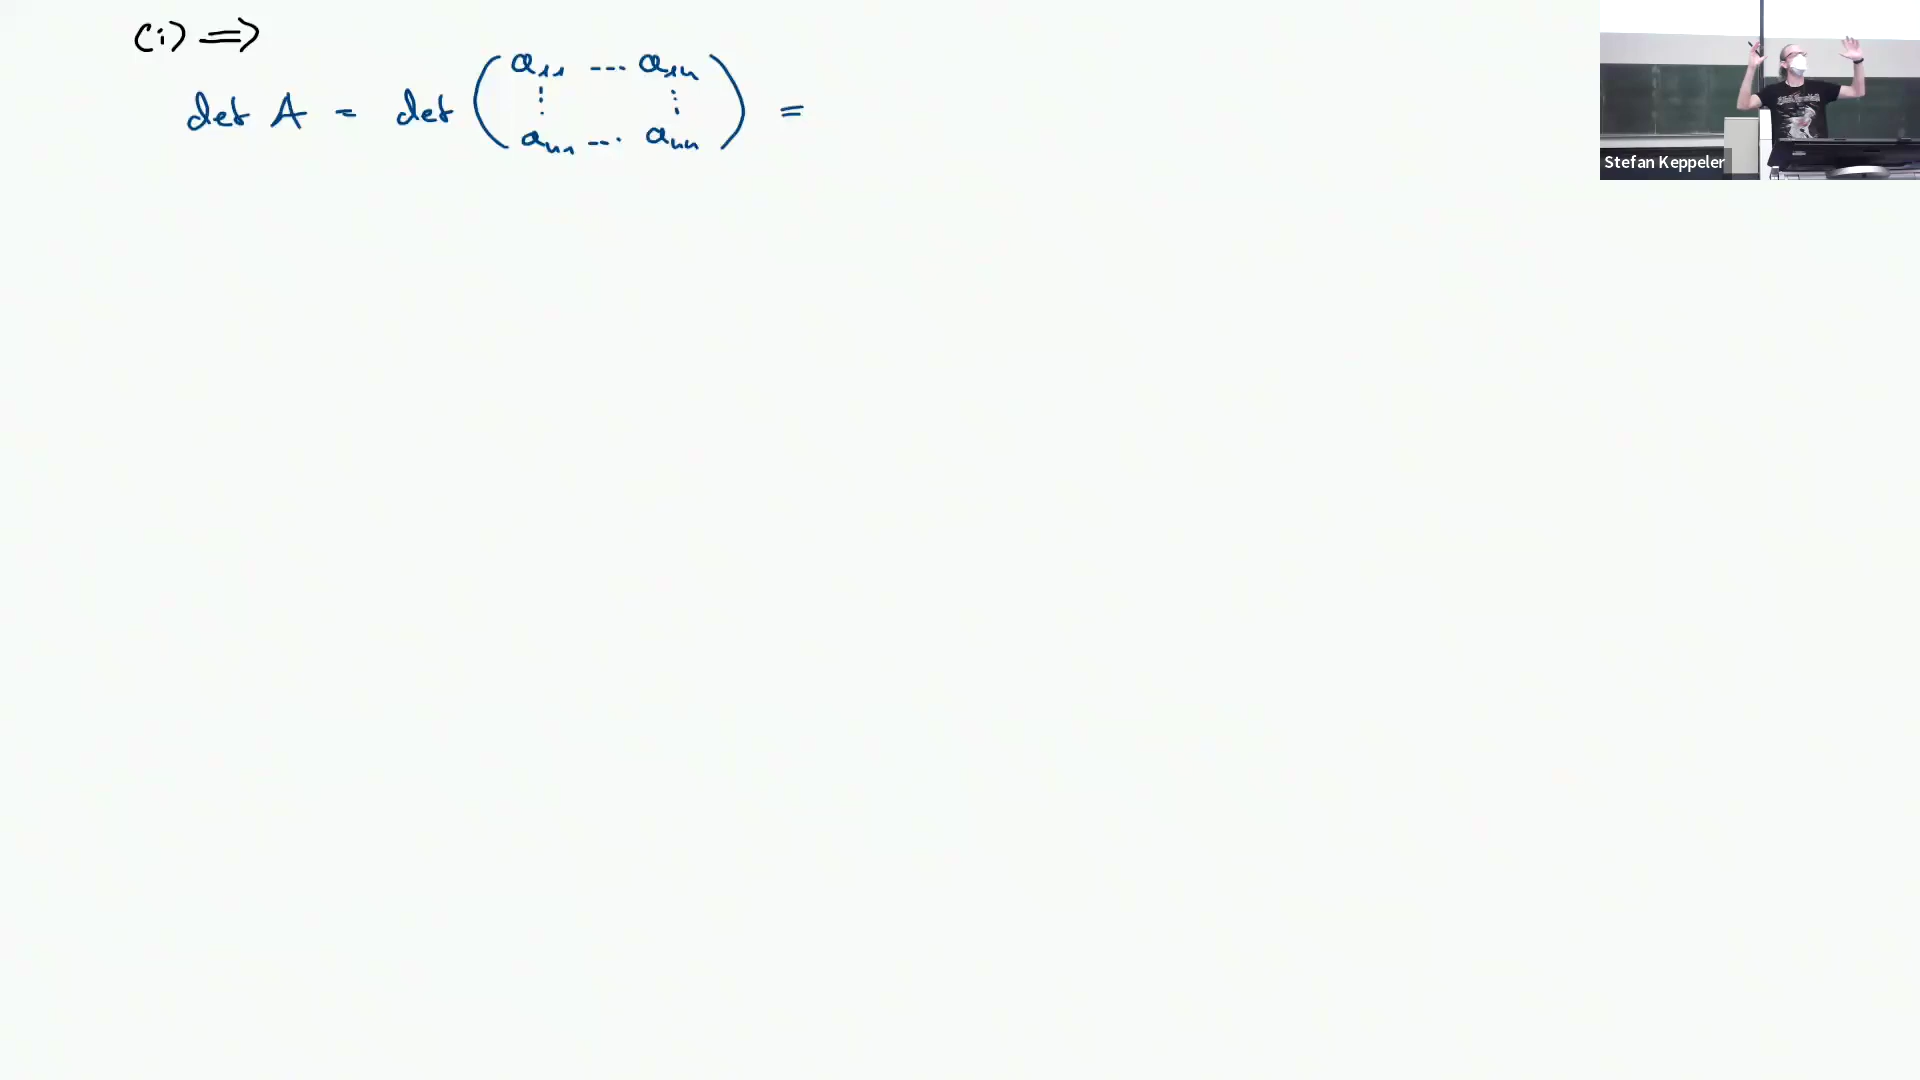 (i) ⟹
det A = det ( a₁₁ ... a₁ₙ ⋮ ⋮ aₙ₁ ... aₙₙ ) =
Stefan Keppeler